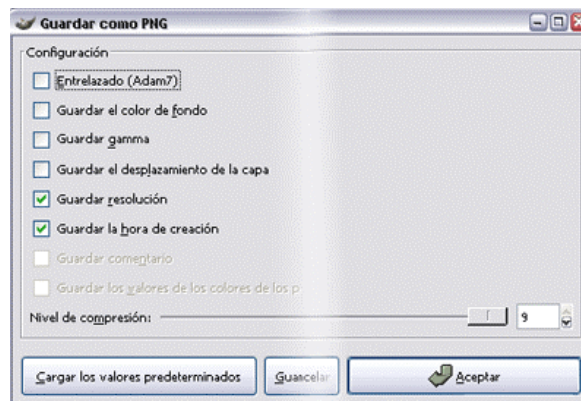 Guardar como PNG
Configuración
Entrelazado (Adam7)
Guardar el color de fondo
Guardar gamma
Guardar el desplazamiento de la capa
Guardar resolución
Guardar la hora de creación
Guardar comentario
Guardar los valores de los colores de los p
Nivel de compresión: 9
Cargar los valores predeterminados Guancelar Aceptar